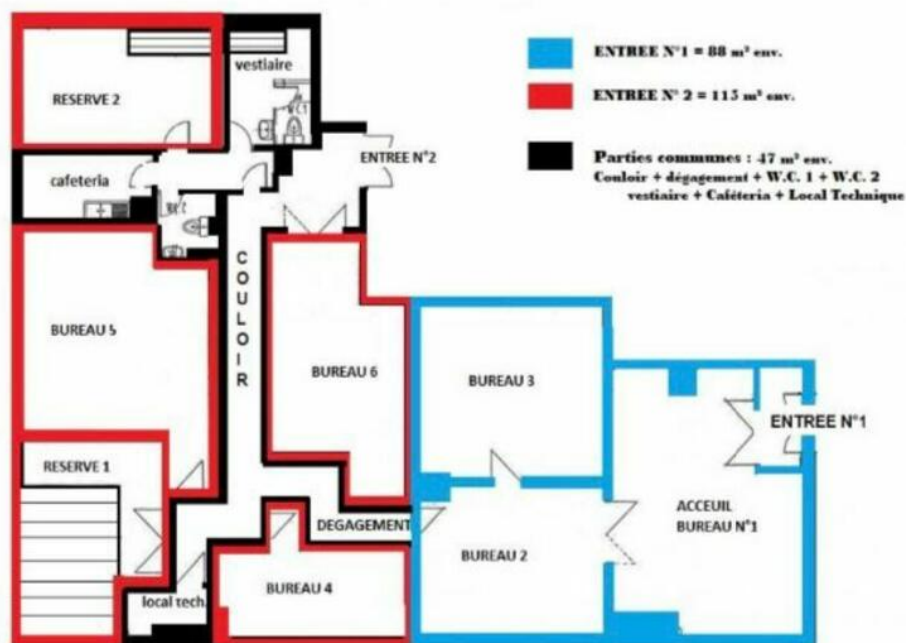 vestiaire
RESERVE 2
W.C 1
ENTREE N°2
cafeteria
W.C 2
COULOIR
BUREAU 5
BUREAU 6
BUREAU 3
RESERVE 1
DEGAGEMENT
BUREAU 4
local tech.
BUREAU 2
ACCEUIL
BUREAU N°1
ENTREE N°1
ENTREE N°1 = 88 m² env.
ENTREE N° 2 = 115 m² env.
Parties communes : 47 m² env.
Couloir + dégagement + W.C. 1 + W.C. 2
vestiaire + Caféteria + Local Technique